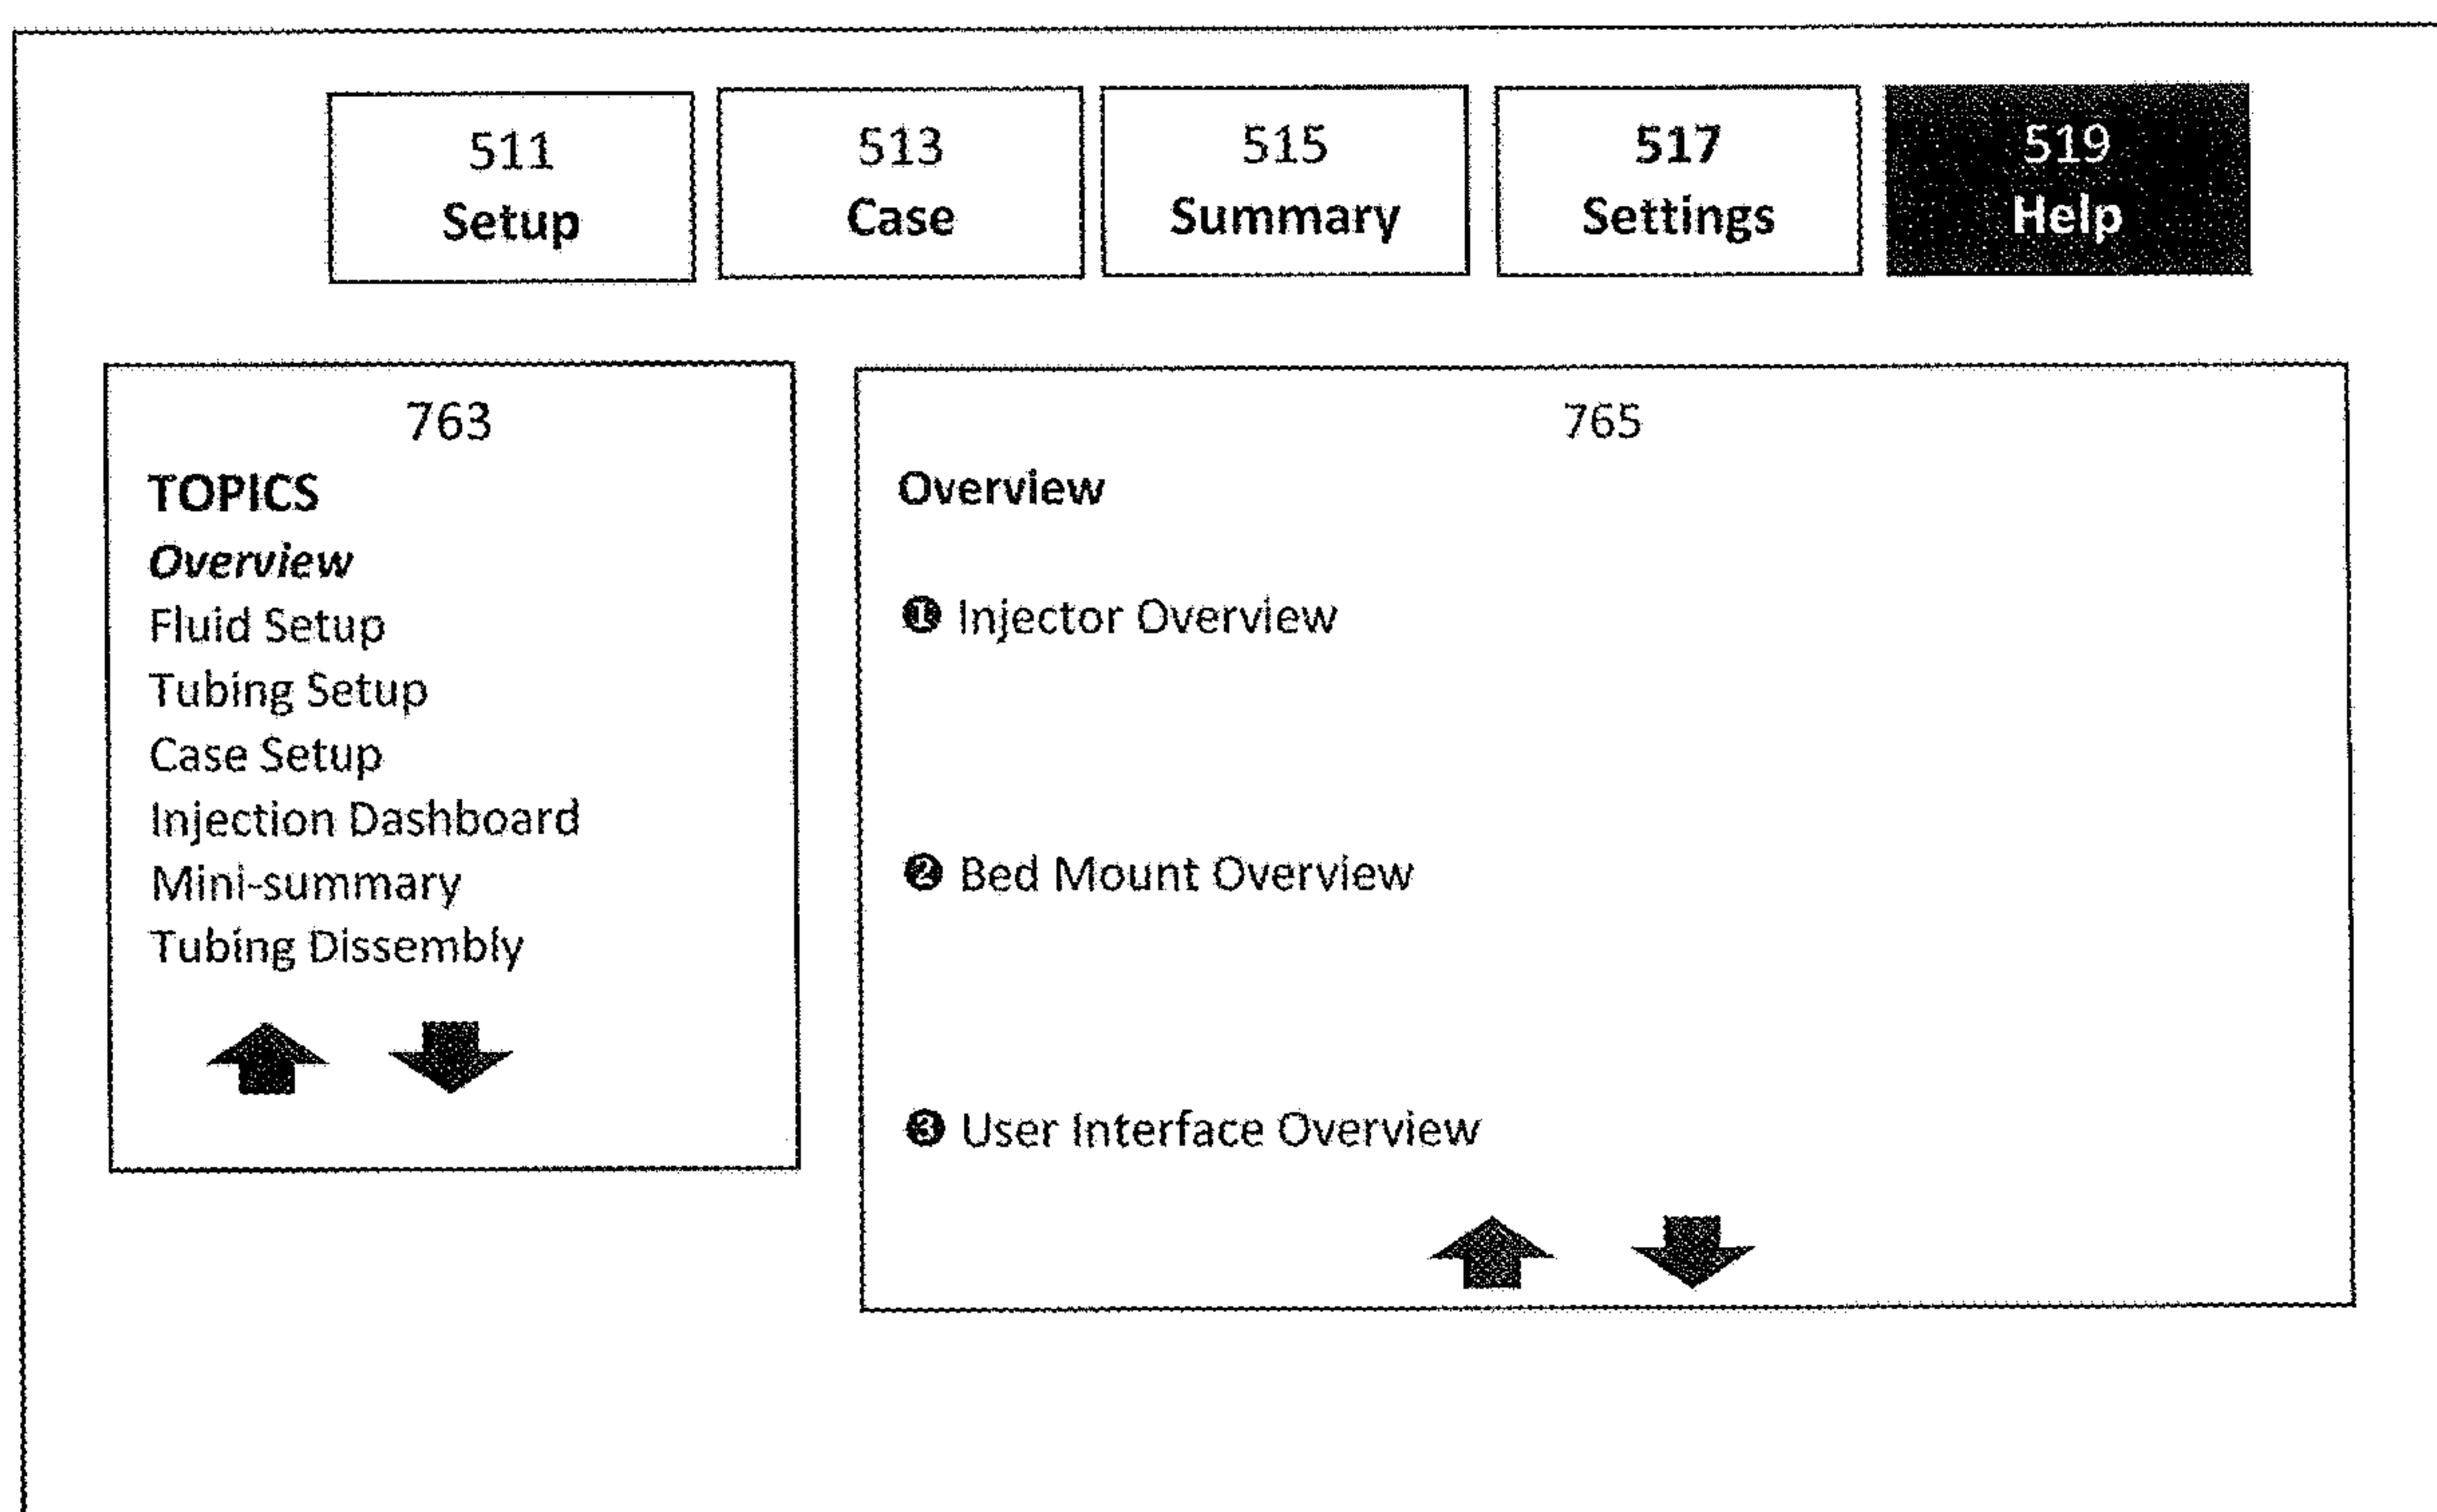 511
Setup
513
Case
515
Summary
517
Settings
519
Help
763
TOPICS
Overview
Fluid Setup
Tubing Setup
Case Setup
Injection Dashboard
Mini-summary
Tubing Dissembly
765
Overview
❶ Injector Overview
❷ Bed Mount Overview
❸ User Interface Overview